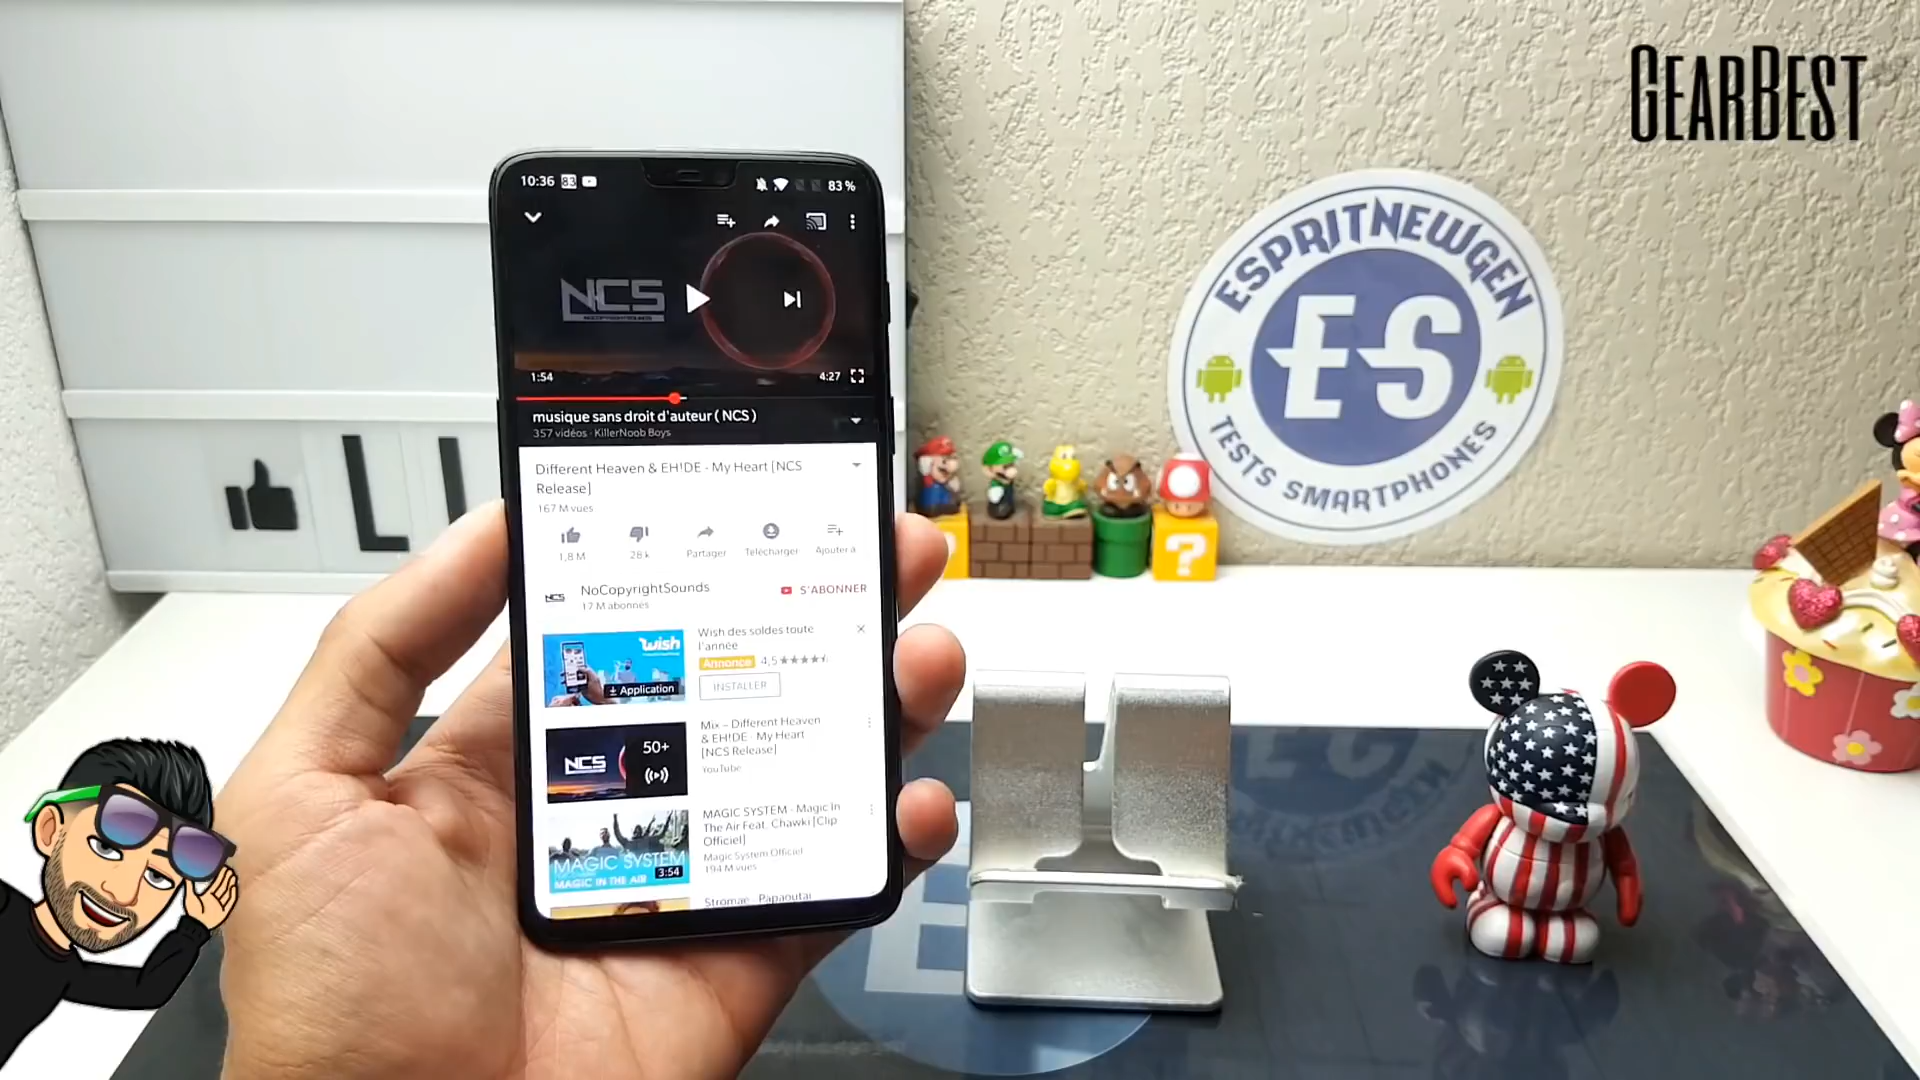 GEARBEST
10:36 83
83 %
NCS
NOCOPYRIGHTSOUNDS
1:54
4:27
musique sans droit d'auteur ( NCS )
357 vidéos · KillerNoob Boys
Different Heaven & EH!DE - My Heart [NCS
Release]
167 M vues
1,8 M
28 k
Partager
Télécharger
Ajouter à
NCS
NoCopyrightSounds
17 M abonnés
S'ABONNER
wish
Application
Wish des soldes toute
l'année
Annonce 4,5
INSTALLER
NCS
50+
Mix – Different Heaven
& EH!DE - My Heart
[NCS Release]
YouTube
MAGIC SYSTEM
MAGIC IN THE AIR
3:54
MAGIC SYSTEM - Magic In
The Air Feat. Chawki [Clip
Officiel]
Magic System Officiel
194 M vues
Stromae - Papaoutai
LI
ESPRITNEWGEN
ES
TESTS SMARTPHONES
?